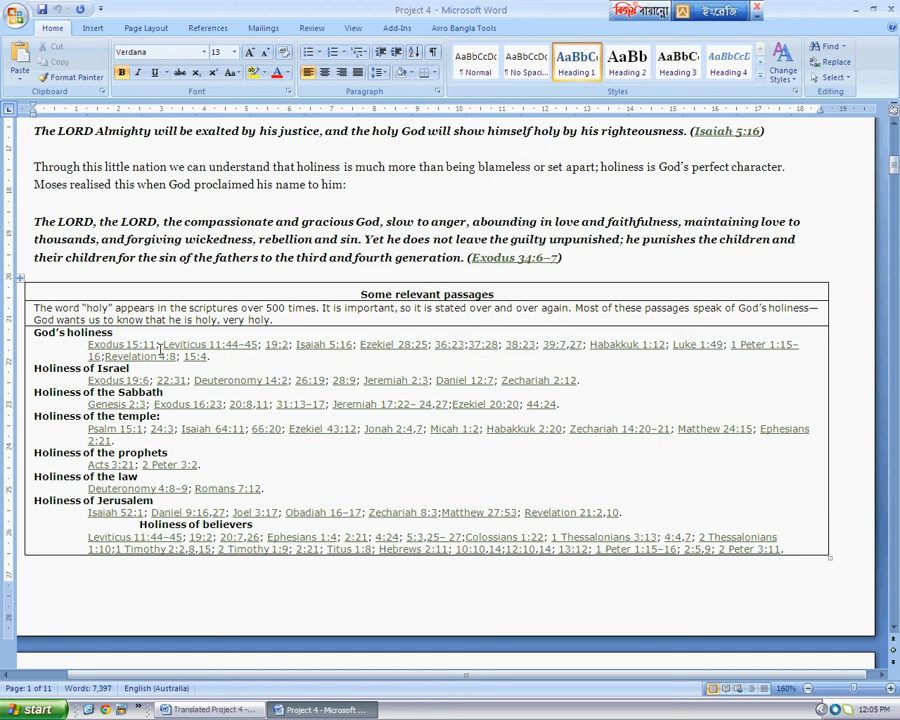 Project 4 - Microsoft Word
বিজয় বায়ান্নো
ইংরেজি
Home Insert Page Layout References Mailings Review View Add-Ins Avro Bangla Tools
Paste
Cut
Copy
Format Painter
Clipboard
Verdana 13
B I U abc x₂ x² Aa
Font
Paragraph
AaBbCcDc AaBbCcDc AaBbCc AaBb AaBbCc AaBbCcDc
¶ Normal ¶ No Spaci... Heading 1 Heading 2 Heading 3 Heading 4
Styles
Change Styles
Find
Replace
Select
Editing
The LORD Almighty will be exalted by his justice, and the holy God will show himself holy by his righteousness. (Isaiah 5:16)
Through this little nation we can understand that holiness is much more than being blameless or set apart; holiness is God's perfect character.
Moses realised this when God proclaimed his name to him:
The LORD, the LORD, the compassionate and gracious God, slow to anger, abounding in love and faithfulness, maintaining love to
thousands, and forgiving wickedness, rebellion and sin. Yet he does not leave the guilty unpunished; he punishes the children and
their children for the sin of the fathers to the third and fourth generation. (Exodus 34:6–7)
Some relevant passages
The word “holy” appears in the scriptures over 500 times. It is important, so it is stated over and over again. Most of these passages speak of God's holiness—
God wants us to know that he is holy, very holy.
God's holiness
Exodus 15:11; Leviticus 11:44–45; 19:2; Isaiah 5:16; Ezekiel 28:25; 36:23;37:28; 38:23; 39:7,27; Habakkuk 1:12; Luke 1:49; 1 Peter 1:15–
16;Revelation 4:8; 15:4.
Holiness of Israel
Exodus 19:6; 22:31; Deuteronomy 14:2; 26:19; 28:9; Jeremiah 2:3; Daniel 12:7; Zechariah 2:12.
Holiness of the Sabbath
Genesis 2:3; Exodus 16:23; 20:8,11; 31:13–17; Jeremiah 17:22– 24,27;Ezekiel 20:20; 44:24.
Holiness of the temple:
Psalm 15:1; 24:3; Isaiah 64:11; 66:20; Ezekiel 43:12; Jonah 2:4,7; Micah 1:2; Habakkuk 2:20; Zechariah 14:20–21; Matthew 24:15; Ephesians
2:21.
Holiness of the prophets
Acts 3:21; 2 Peter 3:2.
Holiness of the law
Deuteronomy 4:8–9; Romans 7:12.
Holiness of Jerusalem
Isaiah 52:1; Daniel 9:16,27; Joel 3:17; Obadiah 16–17; Zechariah 8:3;Matthew 27:53; Revelation 21:2,10.
Holiness of believers
Leviticus 11:44–45; 19:2; 20:7,26; Ephesians 1:4; 2:21; 4:24; 5:3,25– 27;Colossians 1:22; 1 Thessalonians 3:13; 4:4,7; 2 Thessalonians
1:10;1 Timothy 2:2,8,15; 2 Timothy 1:9; 2:21; Titus 1:8; Hebrews 2:11; 10:10,14;12:10,14; 13:12; 1 Peter 1:15–16; 2:5,9; 2 Peter 3:11.
Page: 1 of 11 Words: 7,397 English (Australia) 160%
start Translated Project 4 -... Project 4 - Microsoft ... 12:05 PM